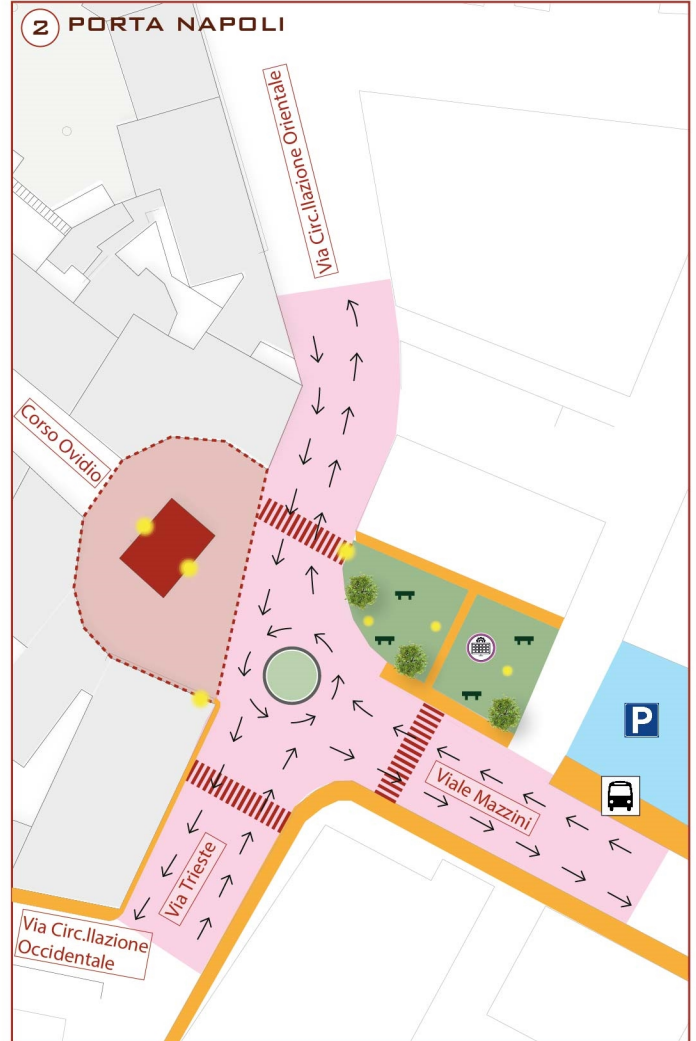 2 PORTA NAPOLI
Via Circ.llazione Orientale
Corso Ovidio
P
Viale Mazzini
Via Trieste
Via Circ.llazione
Occidentale